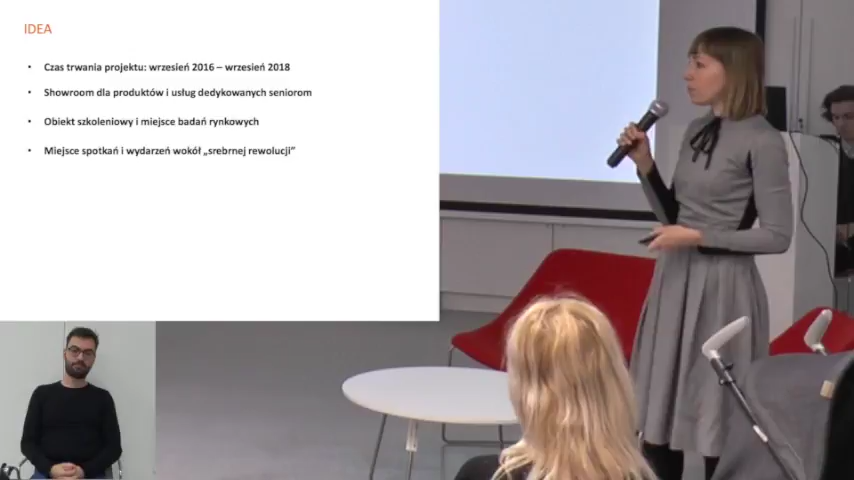 IDEA
• Czas trwania projektu: wrzesień 2016 – wrzesień 2018
• Showroom dla produktów i usług dedykowanych seniorom
• Obiekt szkoleniowy i miejsce badań rynkowych
• Miejsce spotkań i wydarzeń wokół „srebrnej rewolucji”